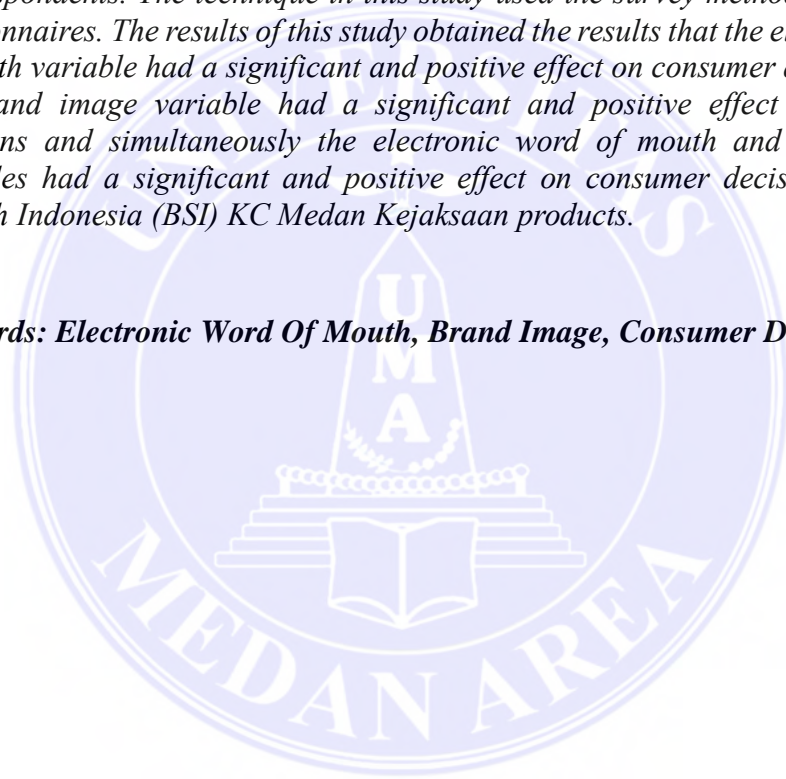 pondents. The technique in this study used the survey method
onnaires. The results of this study obtained the results that the el
th variable had a significant and positive effect on consumer
and image variable had a significant and positive effect
ns and simultaneously the electronic word of mouth and
les had a significant and positive effect on consumer decis
h Indonesia (BSI) KC Medan Kejaksaan products.
rds: Electronic Word Of Mouth, Brand Image, Consumer D
UNIVERSITAS
UMA
MEDAN AREA